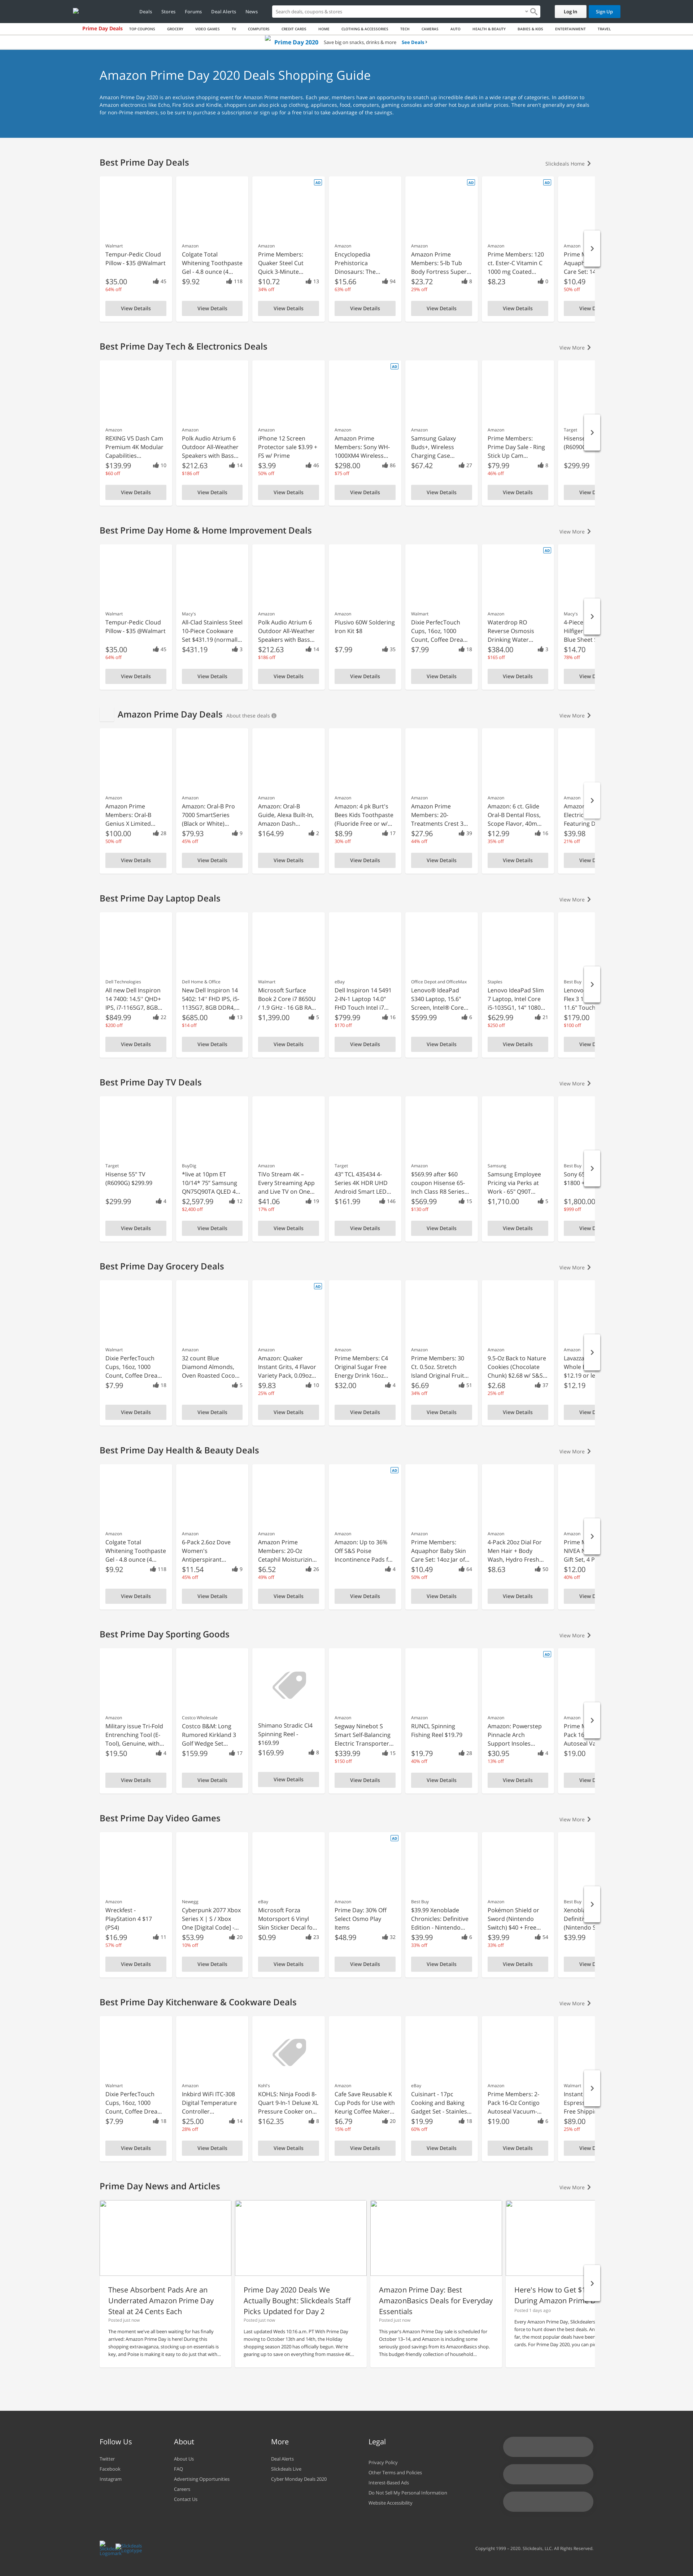 Deals Stores Forums Deal Alerts News
Search deals, coupons & stores
Log In Sign Up
Prime Day Deals TOP COUPONS GROCERY VIDEO GAMES TV COMPUTERS CREDIT CARDS HOME CLOTHING & ACCESSORIES TECH CAMERAS AUTO HEALTH & BEAUTY BABIES & KIDS ENTERTAINMENT TRAVEL
Prime Day 2020 Save big on snacks, drinks & more See Deals
Amazon Prime Day 2020 Deals Shopping Guide
Amazon Prime Day 2020 is an exclusive shopping event for Amazon Prime members. Each year, members have an opportunity to snatch up incredible deals in a wide range of categories. In addition to
Amazon electronics like Echo, Fire Stick and Kindle, shoppers can also pick up clothing, appliances, food, computers, gaming consoles and other hot buys at stellar prices. There aren't generally any deals
for non-Prime members, so be sure to purchase a subscription or sign up for a free trial to take advantage of the savings.
Best Prime Day Deals
Slickdeals Home
Walmart
Tempur-Pedic Cloud
Pillow - $35 @Walmart
$35.00 45
64% off
View Details
Amazon
Colgate Total
Whitening Toothpaste
Gel - 4.8 ounce (4...
$9.92 118
View Details
AD
Amazon
Prime Members:
Quaker Steel Cut
Quick 3-Minute...
$10.72 13
34% off
View Details
Amazon
Encyclopedia
Prehistorica
Dinosaurs: The...
$15.66 94
63% off
View Details
AD
Amazon
Amazon Prime
Members: 5-lb Tub
Body Fortress Super...
$23.72 8
29% off
View Details
AD
Amazon
Prime Members: 120
ct. Ester-C Vitamin C
1000 mg Coated...
$8.23 0
View Details
Amazon
Prime M
Aquaph
Care Set: 14
$10.49
50% off
View D
Best Prime Day Tech & Electronics Deals
View More
Amazon
REXING V5 Dash Cam
Premium 4K Modular
Capabilities...
$139.99 10
$60 off
View Details
Amazon
Polk Audio Atrium 6
Outdoor All-Weather
Speakers with Bass...
$212.63 14
$186 off
View Details
Amazon
iPhone 12 Screen
Protector sale $3.99 +
FS w/ Prime
$3.99 46
50% off
View Details
AD
Amazon
Amazon Prime
Members: Sony WH-
1000XM4 Wireless...
$298.00 86
$75 off
View Details
Amazon
Samsung Galaxy
Buds+, Wireless
Charging Case...
$67.42 27
View Details
Amazon
Prime Members:
Prime Day Sale - Ring
Stick Up Cam...
$79.99 8
46% off
View Details
Target
Hisense
(R6090G
$299.99
View D
Best Prime Day Home & Home Improvement Deals
View More
Walmart
Tempur-Pedic Cloud
Pillow - $35 @Walmart
$35.00 45
64% off
View Details
Macy's
All-Clad Stainless Steel
10-Piece Cookware
Set $431.19 (normall...
$431.19 3
View Details
Amazon
Polk Audio Atrium 6
Outdoor All-Weather
Speakers with Bass...
$212.63 14
$186 off
View Details
Amazon
Plusivo 60W Soldering
Iron Kit $8
$7.99 35
View Details
Walmart
Dixie PerfecTouch
Cups, 16oz, 1000
Count, Coffee Drea...
$7.99 18
View Details
AD
Amazon
Waterdrop RO
Reverse Osmosis
Drinking Water...
$384.00 3
$165 off
View Details
Macy's
4-Piece
Hilfiger
Blue Sheet
$14.70
78% off
View D
Amazon Prime Day Deals About these deals
View More
Amazon
Amazon Prime
Members: Oral-B
Genius X Limited...
$100.00 28
50% off
View Details
Amazon
Amazon: Oral-B Pro
7000 SmartSeries
(Black or White)...
$79.93 9
45% off
View Details
Amazon
Amazon: Oral-B
Guide, Alexa Built-In,
Amazon Dash...
$164.99 2
View Details
Amazon
Amazon: 4 pk Burt's
Bees Kids Toothpaste
(Fluoride Free or w/...
$8.99 17
30% off
View Details
Amazon
Amazon Prime
Members: 20-
Treatments Crest 3...
$27.96 39
44% off
View Details
Amazon
Amazon: 6 ct. Glide
Oral-B Dental Floss,
Scope Flavor, 40m...
$12.99 16
35% off
View Details
Amazon
Amazon
Electric
Featuring D
$39.98
21% off
View D
Best Prime Day Laptop Deals
View More
Dell Technologies
All new Dell Inspiron
14 7400: 14.5" QHD+
IPS, i7-1165G7, 8GB...
$849.99 22
$200 off
View Details
Dell Home & Office
New Dell Inspiron 14
5402: 14" FHD IPS, i5-
1135G7, 8GB DDR4,...
$685.00 13
$14 off
View Details
Walmart
Microsoft Surface
Book 2 Core i7 8650U
/ 1.9 GHz - 16 GB RA...
$1,399.00 5
View Details
eBay
Dell Inspiron 14 5491
2-IN-1 Laptop 14.0"
FHD Touch Intel i7...
$799.99 16
$170 off
View Details
Office Depot and OfficeMax
Lenovo® IdeaPad
S340 Laptop, 15.6"
Screen, Intel® Core...
$599.99 6
View Details
Staples
Lenovo IdeaPad Slim
7 Laptop, Intel Core
i5-1035G1, 14" 1080...
$629.99 21
$250 off
View Details
Best Buy
Lenovo
Flex 3 1
11.6" Touch
$179.00
$100 off
View D
Best Prime Day TV Deals
View More
Target
Hisense 55" TV
(R6090G) $299.99
$299.99 4
View Details
BuyDig
*live at 10pm ET
10/14* 75" Samsung
QN75Q90TA QLED 4...
$2,597.99 12
$2,400 off
View Details
Amazon
TiVo Stream 4K –
Every Streaming App
and Live TV on One...
$41.06 19
17% off
View Details
Target
43" TCL 435434 4-
Series 4K HDR UHD
Android Smart LED...
$161.99 146
View Details
Amazon
$569.99 after $60
coupon Hisense 65-
Inch Class R8 Series...
$569.99 15
$130 off
View Details
Samsung
Samsung Employee
Pricing via Perks at
Work - 65" Q90T...
$1,710.00 5
View Details
Best Buy
Sony 65
$1800 +
$1,800.00
$999 off
View D
Best Prime Day Grocery Deals
View More
Walmart
Dixie PerfecTouch
Cups, 16oz, 1000
Count, Coffee Drea...
$7.99 18
View Details
Amazon
32 count Blue
Diamond Almonds,
Oven Roasted Coco...
5
View Details
AD
Amazon
Amazon: Quaker
Instant Grits, 4 Flavor
Variety Pack, 0.09oz...
$9.83 10
25% off
View Details
Amazon
Prime Members: C4
Original Sugar Free
Energy Drink 16oz...
$32.00 4
View Details
Amazon
Prime Members: 30
Ct. 0.5oz. Stretch
Island Original Fruit...
$6.69 51
34% off
View Details
Amazon
9.5-Oz Back to Nature
Cookies (Chocolate
Chunk) $2.68 w/ S&S...
$2.68 37
25% off
View Details
Amazon
Lavazza
Whole
$12.19 or le
$12.19
View D
Best Prime Day Health & Beauty Deals
View More
Amazon
Colgate Total
Whitening Toothpaste
Gel - 4.8 ounce (4...
$9.92 118
View Details
Amazon
6-Pack 2.6oz Dove
Women's
Antiperspirant...
$11.54 9
45% off
View Details
Amazon
Amazon Prime
Members: 20-Oz
Cetaphil Moisturizin...
$6.52 26
49% off
View Details
AD
Amazon
Amazon: Up to 36%
Off S&S Poise
Incontinence Pads f...
4
View Details
Amazon
Prime Members:
Aquaphor Baby Skin
Care Set: 14oz Jar of...
$10.49 64
50% off
View Details
Amazon
4-Pack 20oz Dial For
Men Hair + Body
Wash, Hydro Fresh...
$8.63 50
View Details
Amazon
Prime M
NIVEA M
Gift Set, 4 P
$12.00
40% off
View D
Best Prime Day Sporting Goods
View More
Amazon
Military issue Tri-Fold
Entrenching Tool (E-
Tool), Genuine, with...
$19.50 4
View Details
Costco Wholesale
Costco B&M: Long
Rumored Kirkland 3
Golf Wedge Set...
$159.99 17
View Details
Shimano Stradic CI4
Spinning Reel -
$169.99
$169.99 8
View Details
Amazon
Segway Ninebot S
Smart Self-Balancing
Electric Transporter...
$339.99 15
$150 off
View Details
Amazon
RUNCL Spinning
Fishing Reel $19.79
$19.79 28
40% off
View Details
AD
Amazon
Amazon: Powerstep
Pinnacle Arch
Support Insoles...
$30.95 4
13% off
View Details
Amazon
Prime M
Pack 16
Autoseal Va
$19.00
View D
Best Prime Day Video Games
View More
Amazon
Wreckfest -
PlayStation 4 $17
(PS4)
$16.99 11
57% off
View Details
Newegg
Cyberpunk 2077 Xbox
Series X | S / Xbox
One [Digital Code] -...
$53.99 20
10% off
View Details
eBay
Microsoft Forza
Motorsport 6 Vinyl
Skin Sticker Decal fo...
$0.99 23
View Details
AD
Amazon
Prime Day: 30% Off
Select Osmo Play
Items
$48.99 32
View Details
Best Buy
$39.99 Xenoblade
Chronicles: Definitive
Edition - Nintendo...
$39.99 6
33% off
View Details
Amazon
Pokémon Shield or
Sword (Nintendo
Switch) $40 + Free...
$39.99 54
33% off
View Details
Best Buy
Xenobla
Definiti
(Nintendo S
$39.99
View D
Best Prime Day Kitchenware & Cookware Deals
View More
Walmart
Dixie PerfecTouch
Cups, 16oz, 1000
Count, Coffee Drea...
$7.99 18
View Details
Amazon
Inkbird WiFi ITC-308
Digital Temperature
Controller...
$25.00 14
28% off
View Details
Kohl's
KOHLS: Ninja Foodi 8-
Quart 9-in-1 Deluxe XL
Pressure Cooker on...
$162.35 8
View Details
Amazon
Cafe Save Reusable K
Cup Pods for Use with
Keurig Coffee Maker...
$6.79 20
15% off
View Details
eBay
Cuisinart - 17pc
Cooking and Baking
Gadget Set - Stainles...
$19.99 18
60% off
View Details
Amazon
Prime Members: 2-
Pack 16-Oz Contigo
Autoseal Vacuum-...
$19.00 6
View Details
Walmart
Instant
Espress
Free Shippi
$89.00
25% off
View D
Prime Day News and Articles
View More
These Absorbent Pads Are an
Underrated Amazon Prime Day
Steal at 24 Cents Each
Posted just now
The moment we've all been waiting for has finally
arrived: Amazon Prime Day is here! During this
shopping extravaganza, stocking up on essentials is
key, and Poise is making it easy to do just that with...
Prime Day 2020 Deals We
Actually Bought: Slickdeals Staff
Picks Updated for Day 2
Posted just now
Last updated Weds 10:16 a.m. PT With Prime Day
moving to October 13th and 14th, the Holiday
shopping season 2020 has officially begun. We're
gearing up to save on everything from massive 4K...
Amazon Prime Day: Best
AmazonBasics Deals for Everyday
Essentials
Posted just now
This year's Amazon Prime Day sale is scheduled for
October 13–14, and Amazon is including some
seriously good savings from its AmazonBasics shop.
This budget-friendly collection of household...
Here's How to Get $1
During Amazon Prime D
Posted 1 days ago
Every Amazon Prime Day, Slickdealers
force to hunt down the best deals. An
far, the most popular deals have been
cards. For Prime Day 2020, you can pi
Follow Us
Twitter
Facebook
Instagram
About
About Us
FAQ
Advertising Opportunities
Careers
Contact Us
More
Deal Alerts
Slickdeals Live
Cyber Monday Deals 2020
Legal
Privacy Policy
Other Terms and Policies
Interest-Based Ads
Do Not Sell My Personal Information
Website Accessibility
Copyright 1999 - 2020. Slickdeals, LLC. All Rights Reserved.